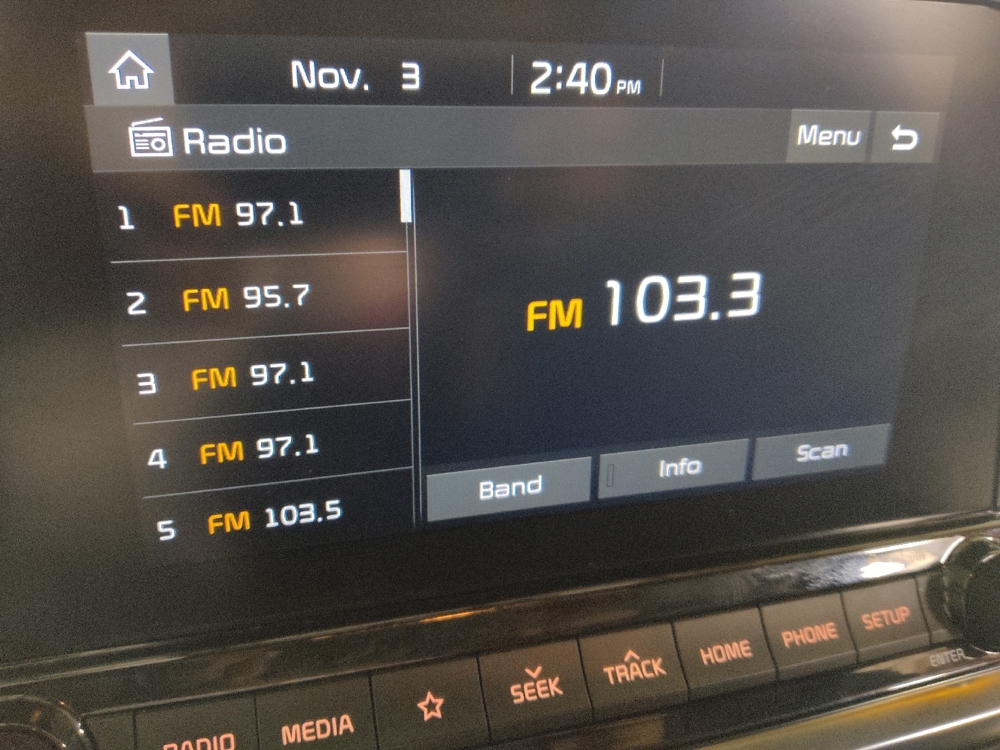 Nov. 3 2:40 PM
Radio Menu
1 FM 97.1
2 FM 95.7
3 FM 97.1
4 FM 97.1
5 FM 103.5
FM 103.3
Band Info Scan
RADIO MEDIA SEEK TRACK HOME PHONE SETUP
ENTER